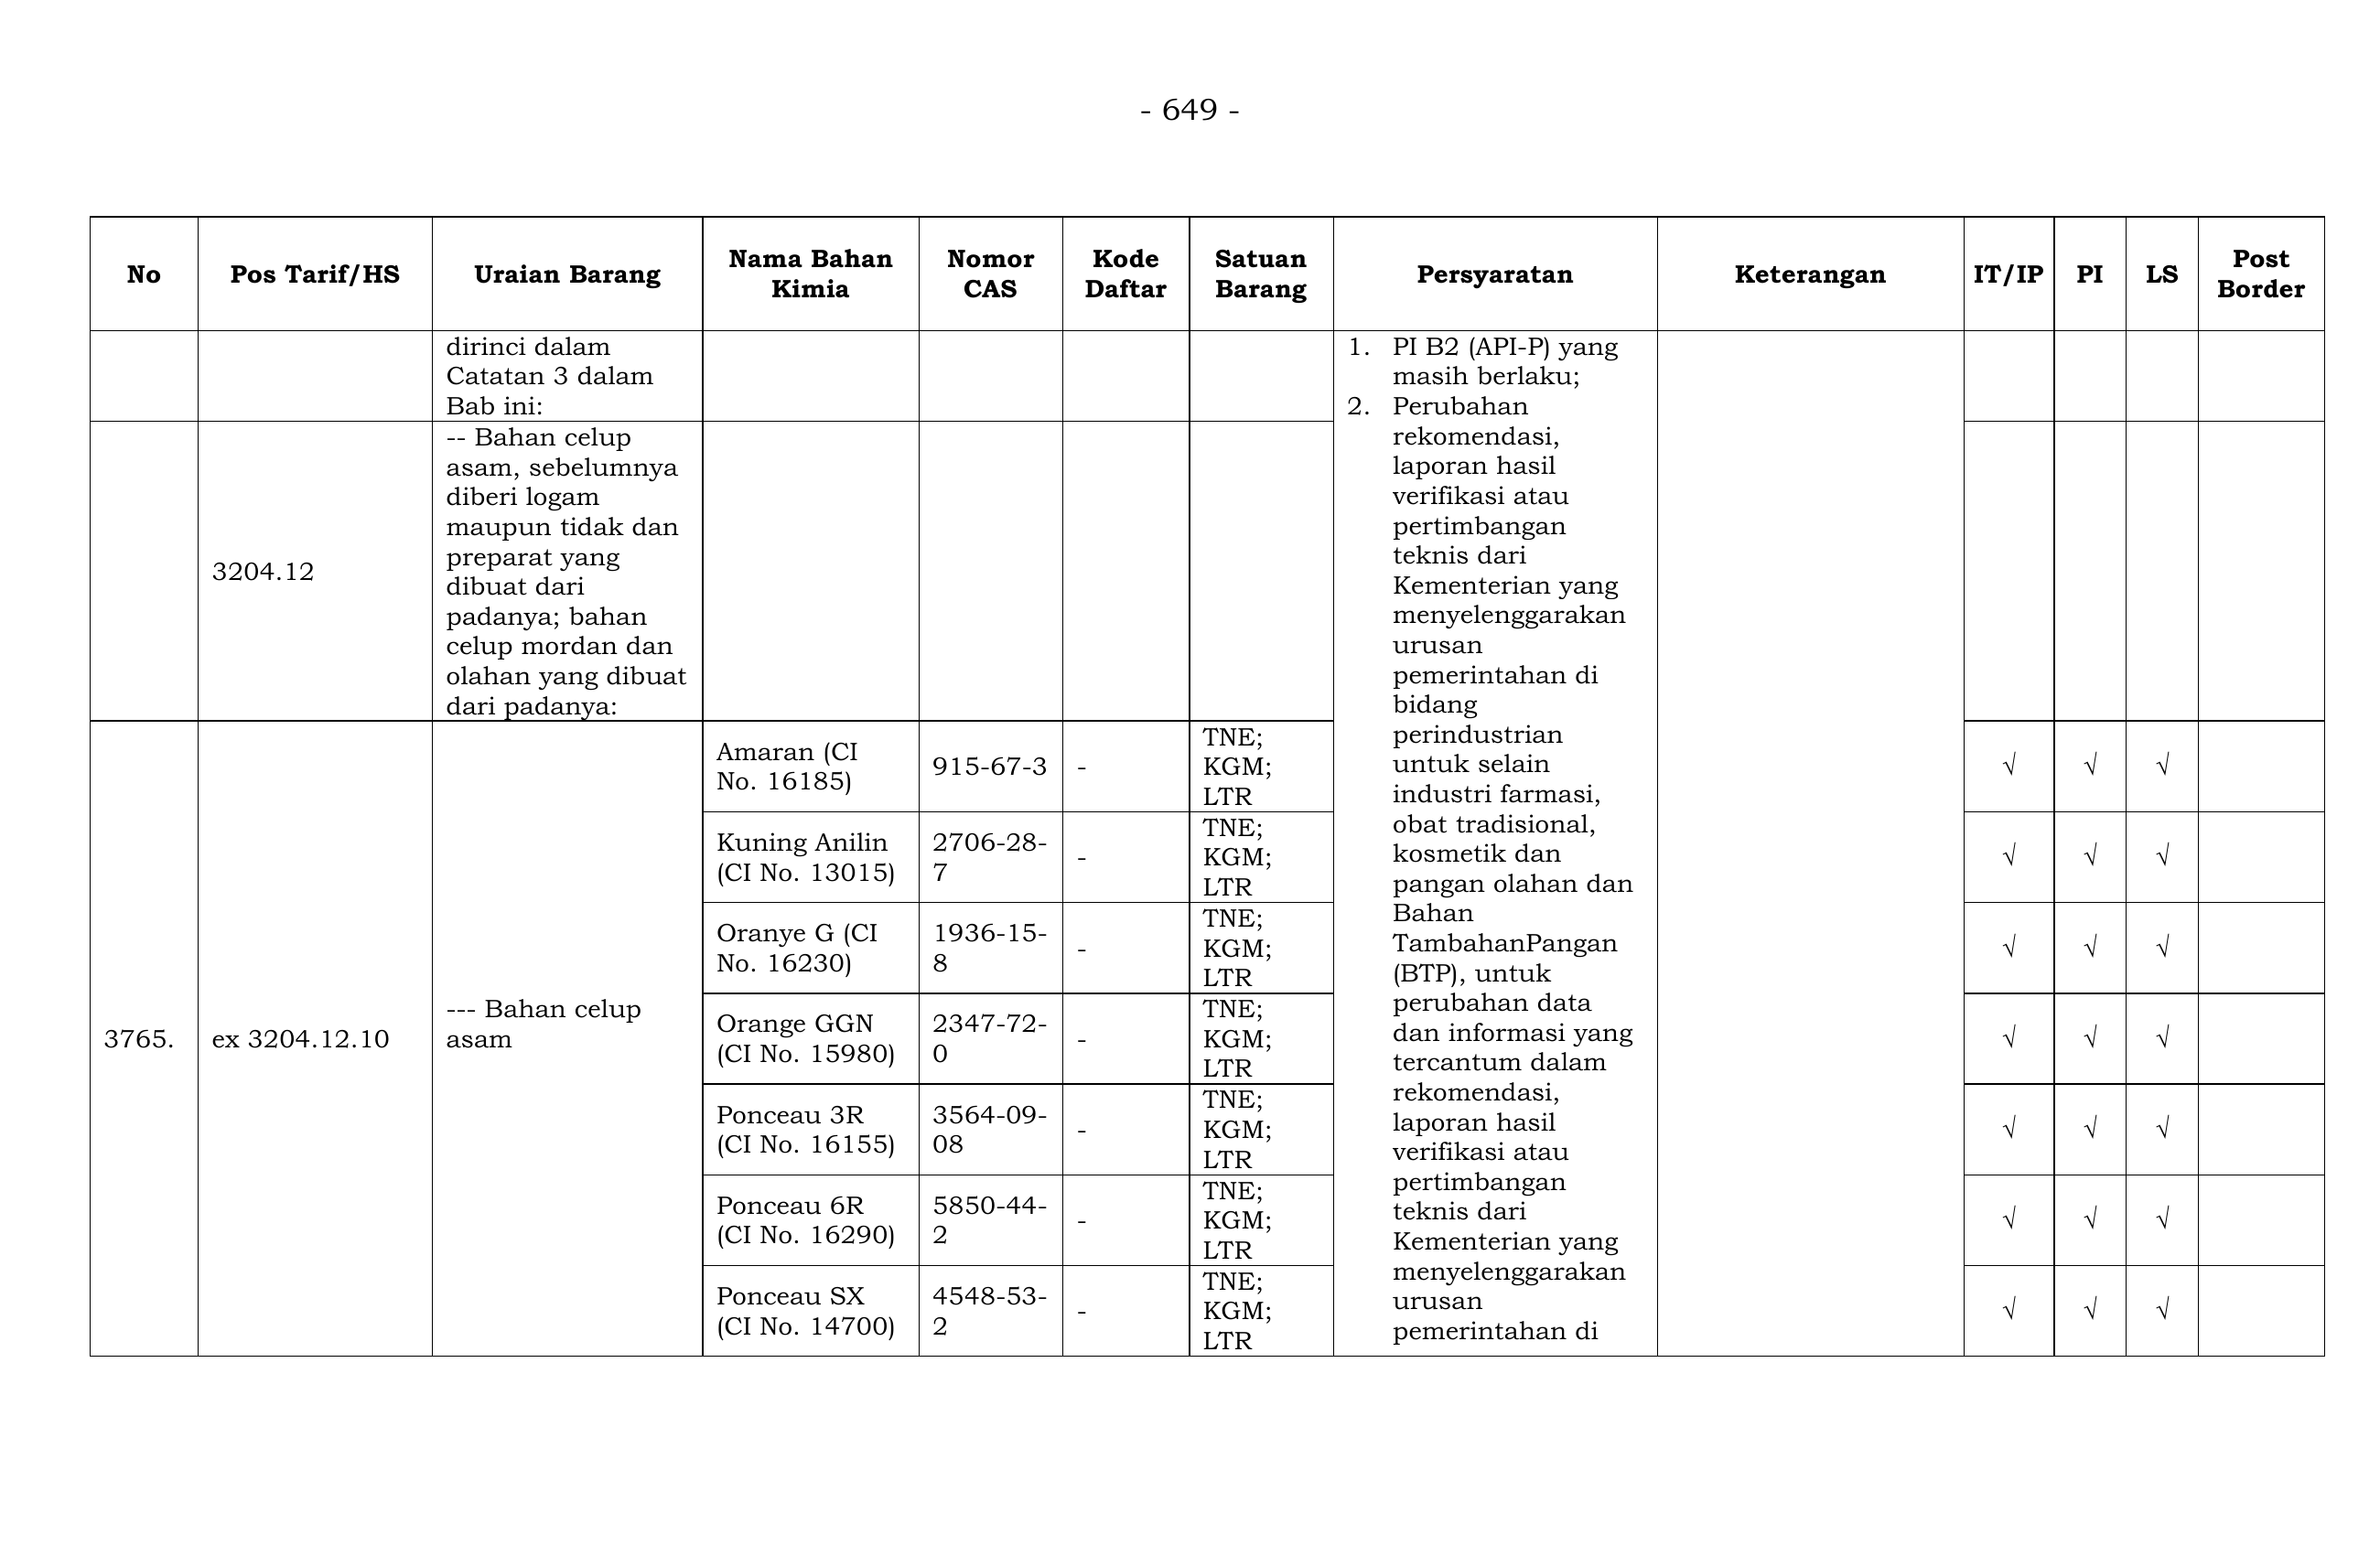 - 649 -
No
Pos Tarif/HS
Uraian Barang
Nama Bahan
Kimia
Nomor
CAS
Kode
Daftar
Satuan
Barang
Persyaratan
Keterangan
IT/IP
PI
LS
Post
Border
dirinci dalam
Catatan 3 dalam
Bab ini:
3204.12
-- Bahan celup
asam, sebelumnya
diberi logam
maupun tidak dan
preparat yang
dibuat dari
padanya; bahan
celup mordan dan
olahan yang dibuat
dari padanya:
3765.
ex 3204.12.10
--- Bahan celup
asam
Amaran (CI
No. 16185)
915-67-3
-
TNE;
KGM;
LTR
√
√
√
Kuning Anilin
(CI No. 13015)
2706-28-
7
-
TNE;
KGM;
LTR
√
√
√
Oranye G (CI
No. 16230)
1936-15-
8
-
TNE;
KGM;
LTR
√
√
√
Orange GGN
(CI No. 15980)
2347-72-
0
-
TNE;
KGM;
LTR
√
√
√
Ponceau 3R
(CI No. 16155)
3564-09-
08
-
TNE;
KGM;
LTR
√
√
√
Ponceau 6R
(CI No. 16290)
5850-44-
2
-
TNE;
KGM;
LTR
√
√
√
Ponceau SX
(CI No. 14700)
4548-53-
2
-
TNE;
KGM;
LTR
√
√
√
1. PI B2 (API-P) yang
masih berlaku;
2. Perubahan
rekomendasi,
laporan hasil
verifikasi atau
pertimbangan
teknis dari
Kementerian yang
menyelenggarakan
urusan
pemerintahan di
bidang
perindustrian
untuk selain
industri farmasi,
obat tradisional,
kosmetik dan
pangan olahan dan
Bahan
TambahanPangan
(BTP), untuk
perubahan data
dan informasi yang
tercantum dalam
rekomendasi,
laporan hasil
verifikasi atau
pertimbangan
teknis dari
Kementerian yang
menyelenggarakan
urusan
pemerintahan di